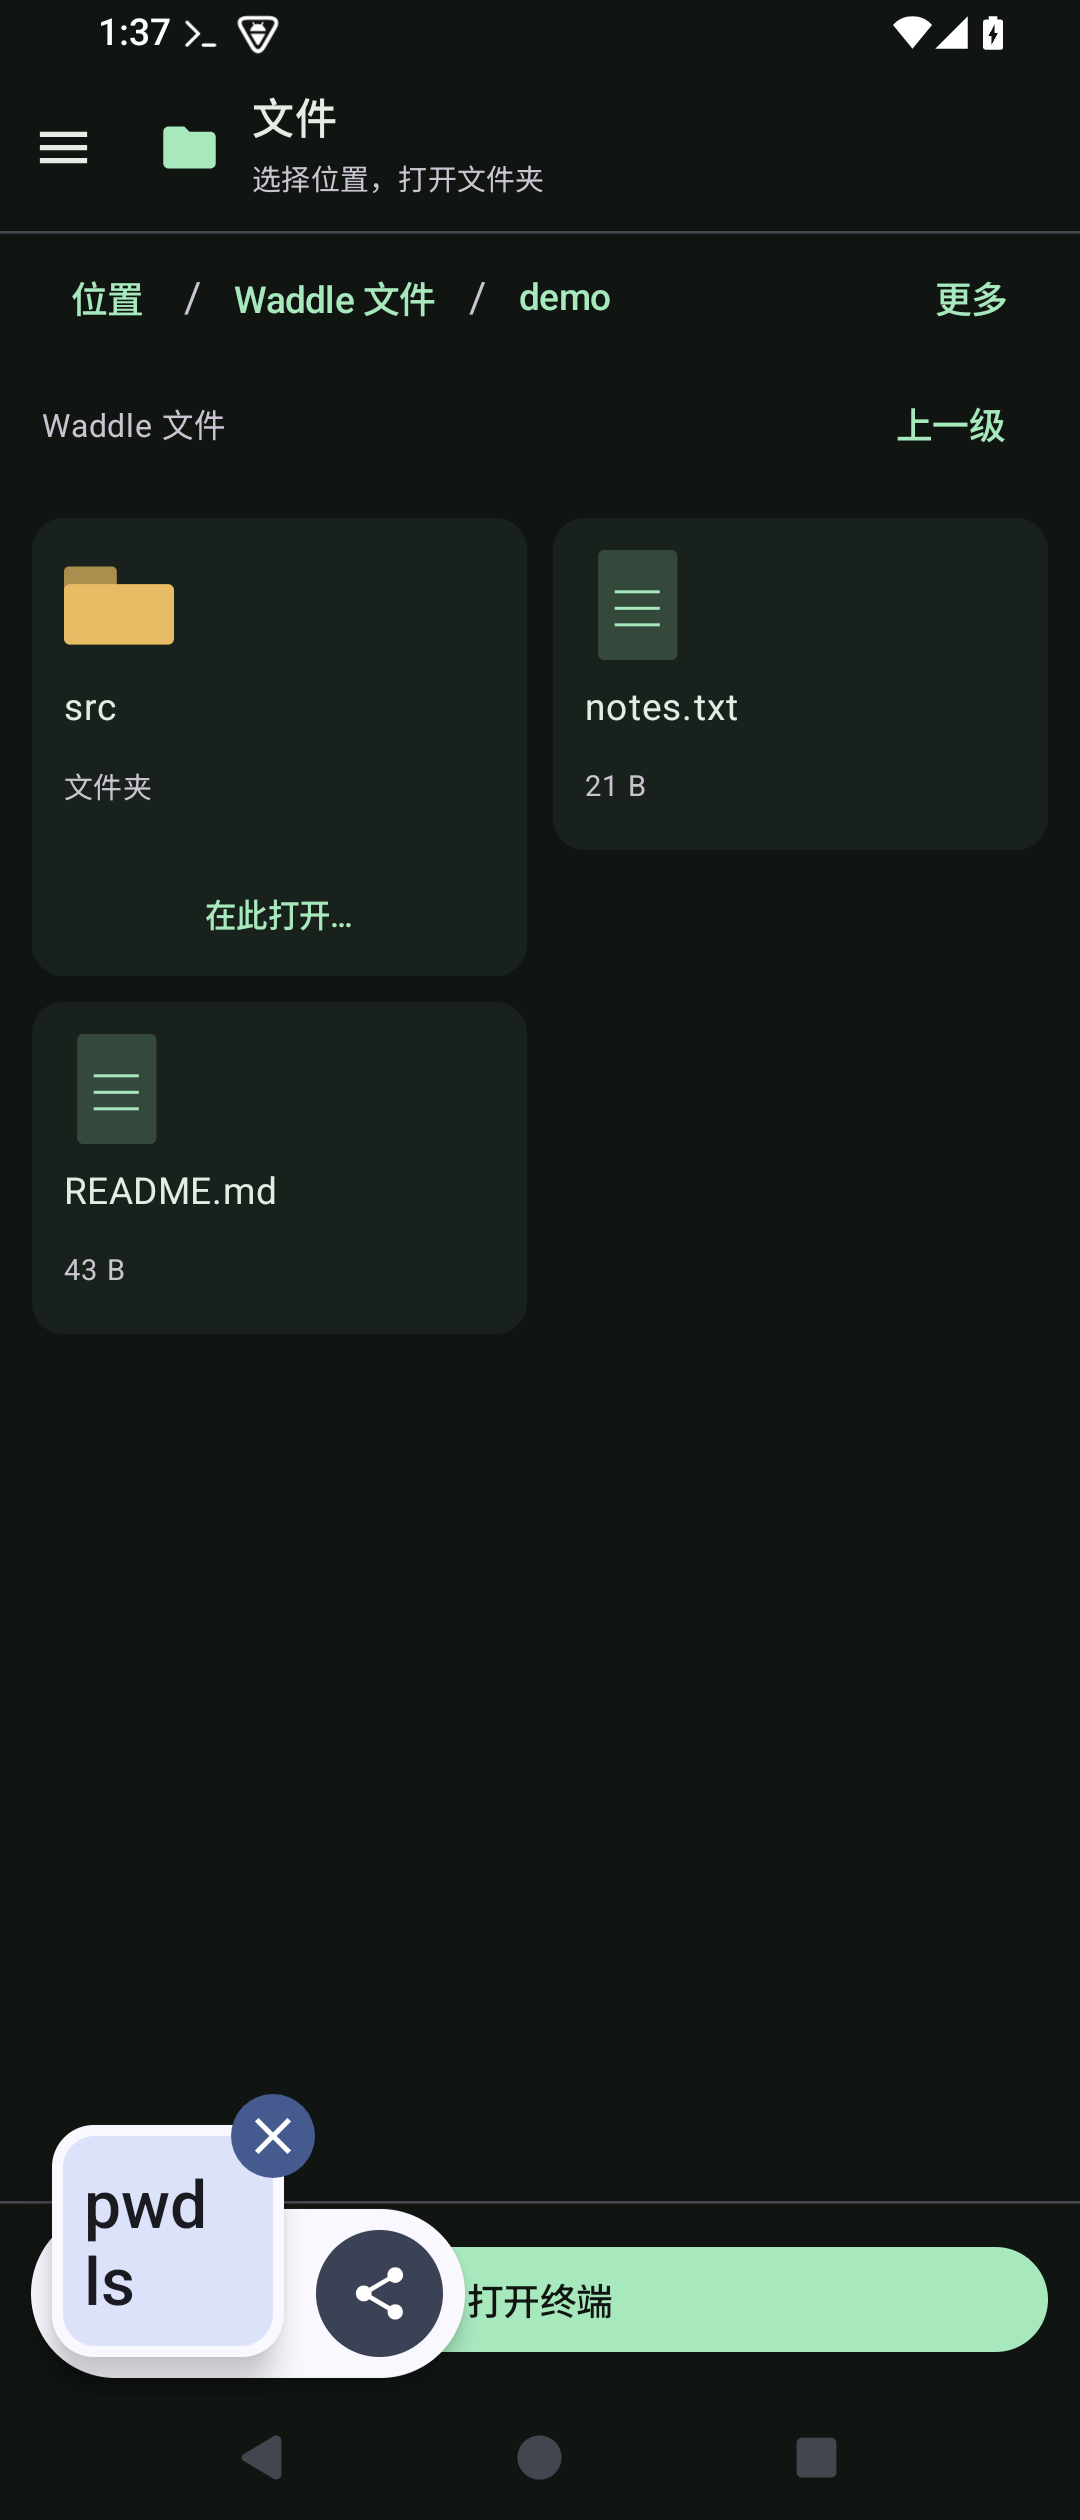 1:37
文件
选择位置，打开文件夹
位置 / Waddle 文件 / demo 更多
Waddle 文件 上一级
src
文件夹
在此打开...
notes.txt
21 B
README.md
43 B
pwd
ls
打开终端